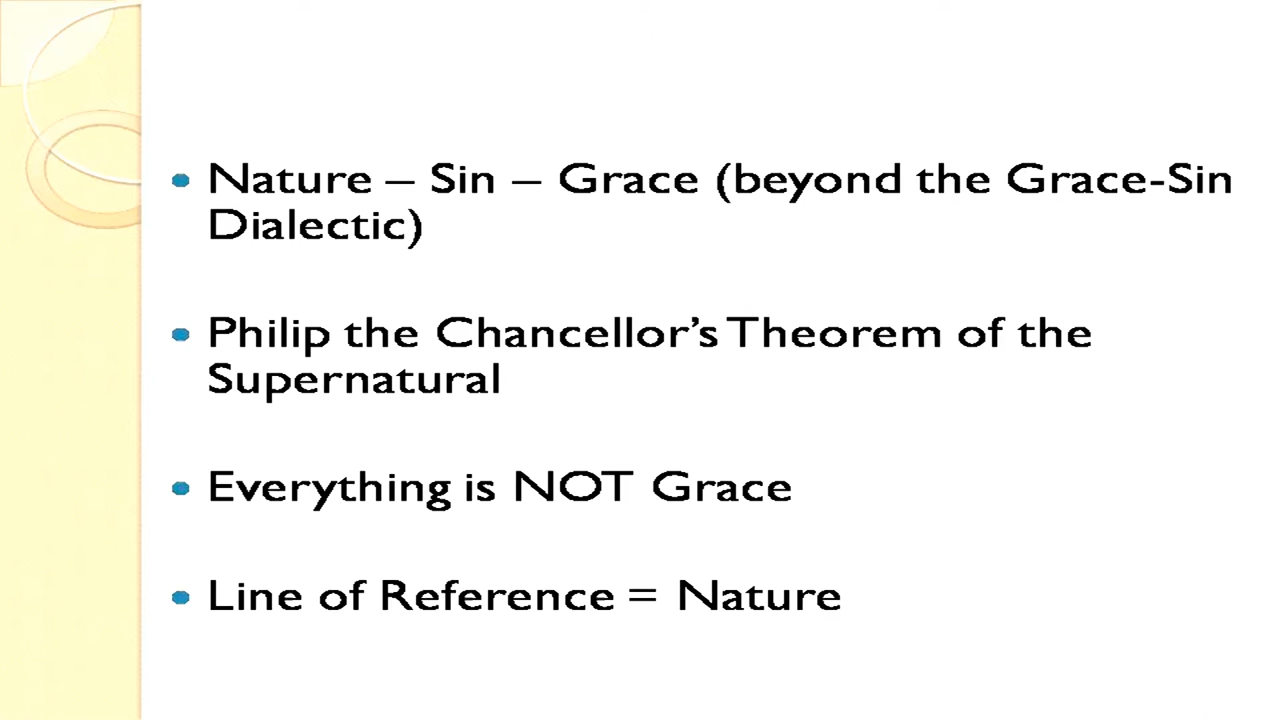 • Nature – Sin – Grace (beyond the Grace-Sin
Dialectic)
• Philip the Chancellor’s Theorem of the
Supernatural
• Everything is NOT Grace
• Line of Reference = Nature